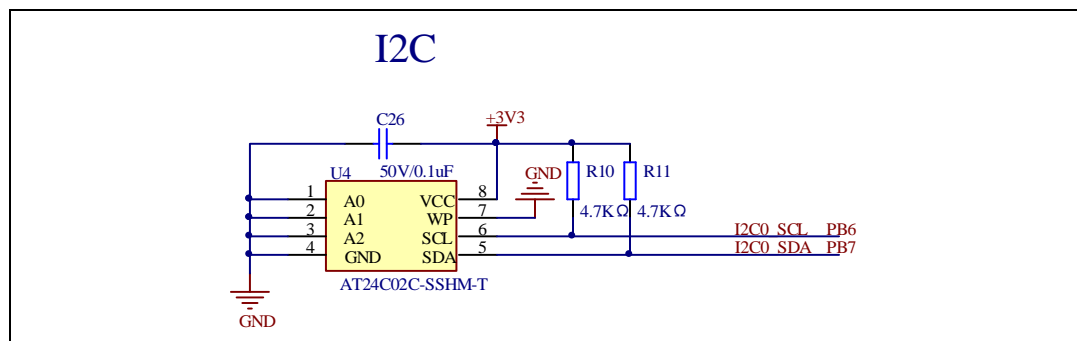 I2C
C26
+3V3
U4
50V/0.1uF
GND
R10
R11
1
A0
VCC
8
2
A1
WP
7
4.7KΩ
4.7KΩ
3
A2
SCL
6
I2C0_SCL PB6
4
GND
SDA
5
I2C0_SDA PB7
AT24C02C-SSHM-T
GND